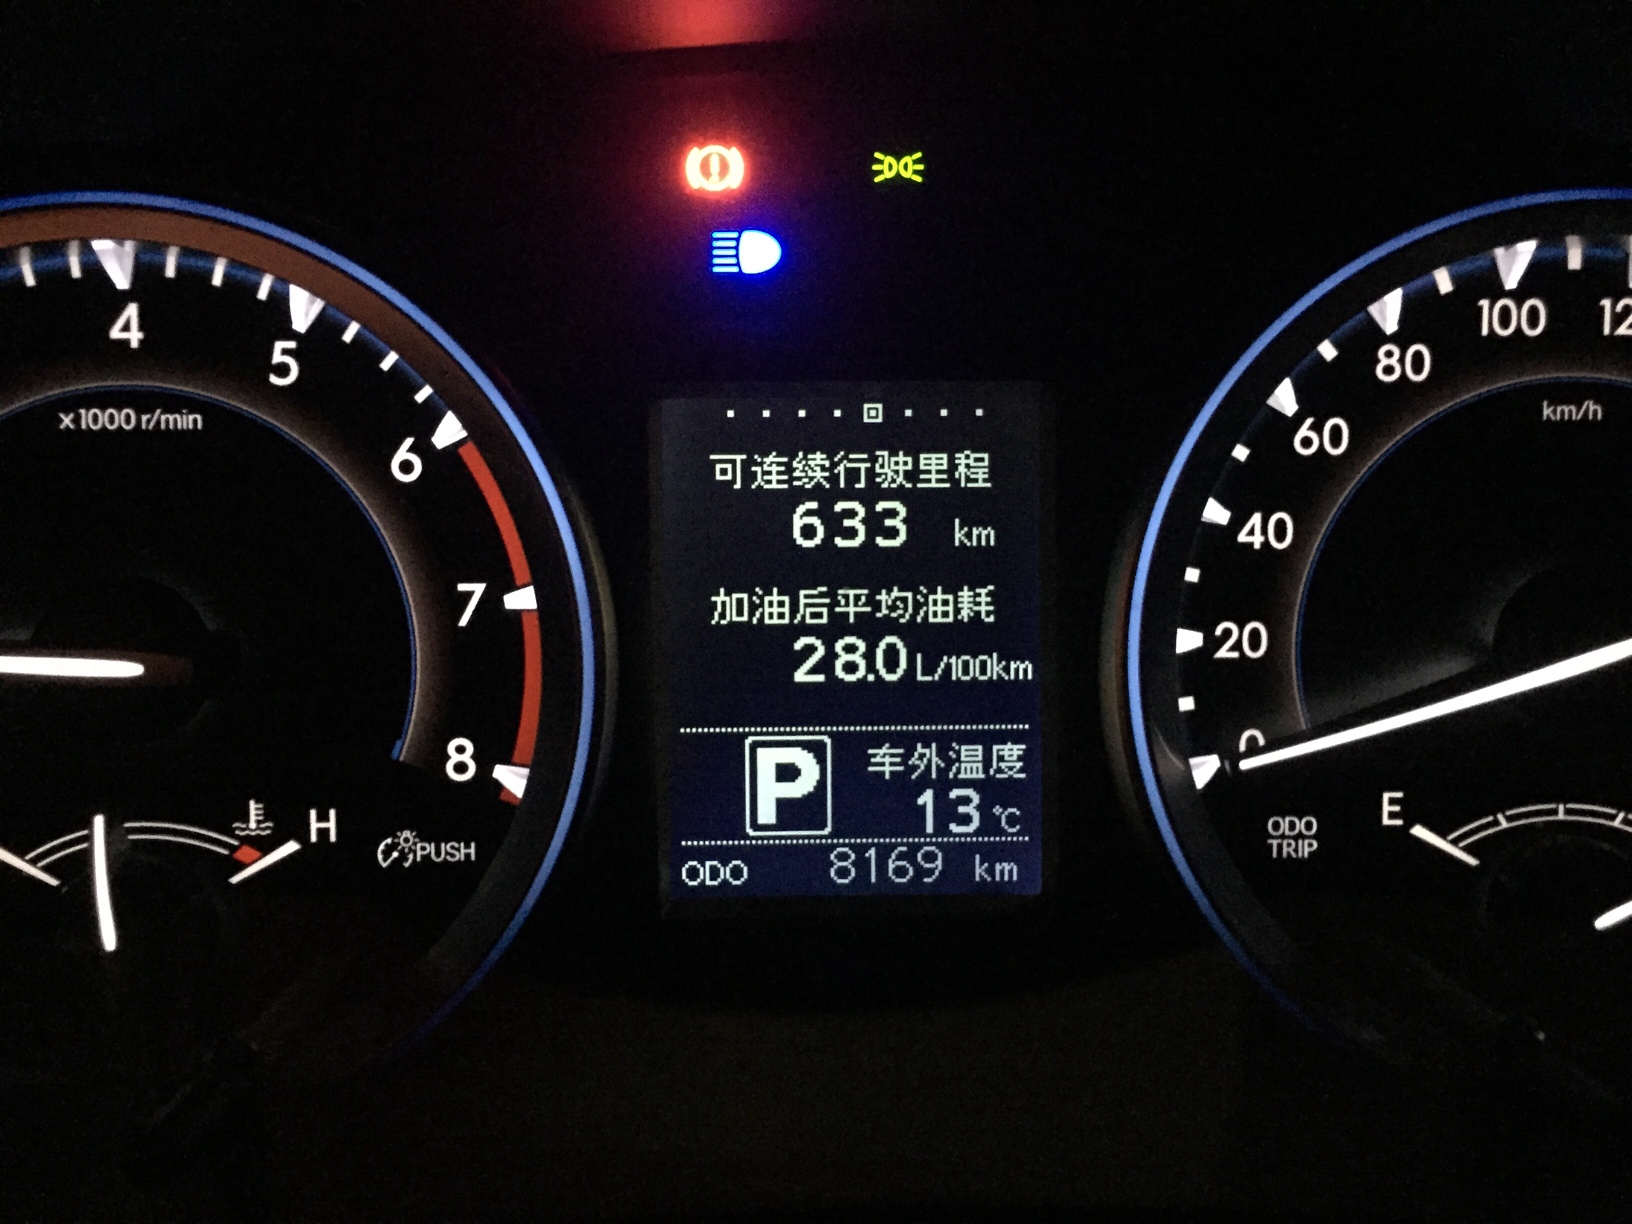 4
5
x1000 r/min
6
7
8
H
PUSH
可连续行驶里程
633 km
加油后平均油耗
28.0 L/100km
P
车外温度
13 ℃
ODO 8169 km
100
80
km/h
60
40
20
0
ODO
TRIP
E